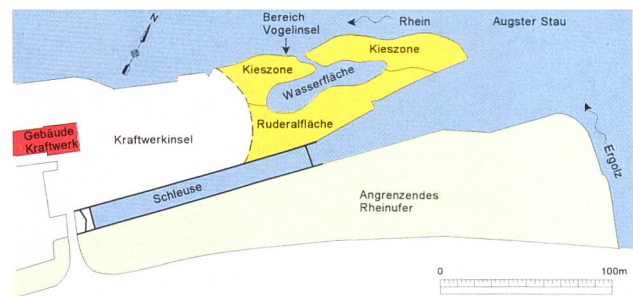 Bereich
Vogelinsel
Rhein
Augster Stau
N
Kieszone
Kieszone
Wasserfläche
Gebäude
Kraftwerk
Kraftwerkinsel
Ruderalfläche
Ergolz
Schleuse
Angrenzendes
Rheinufer
0
100m